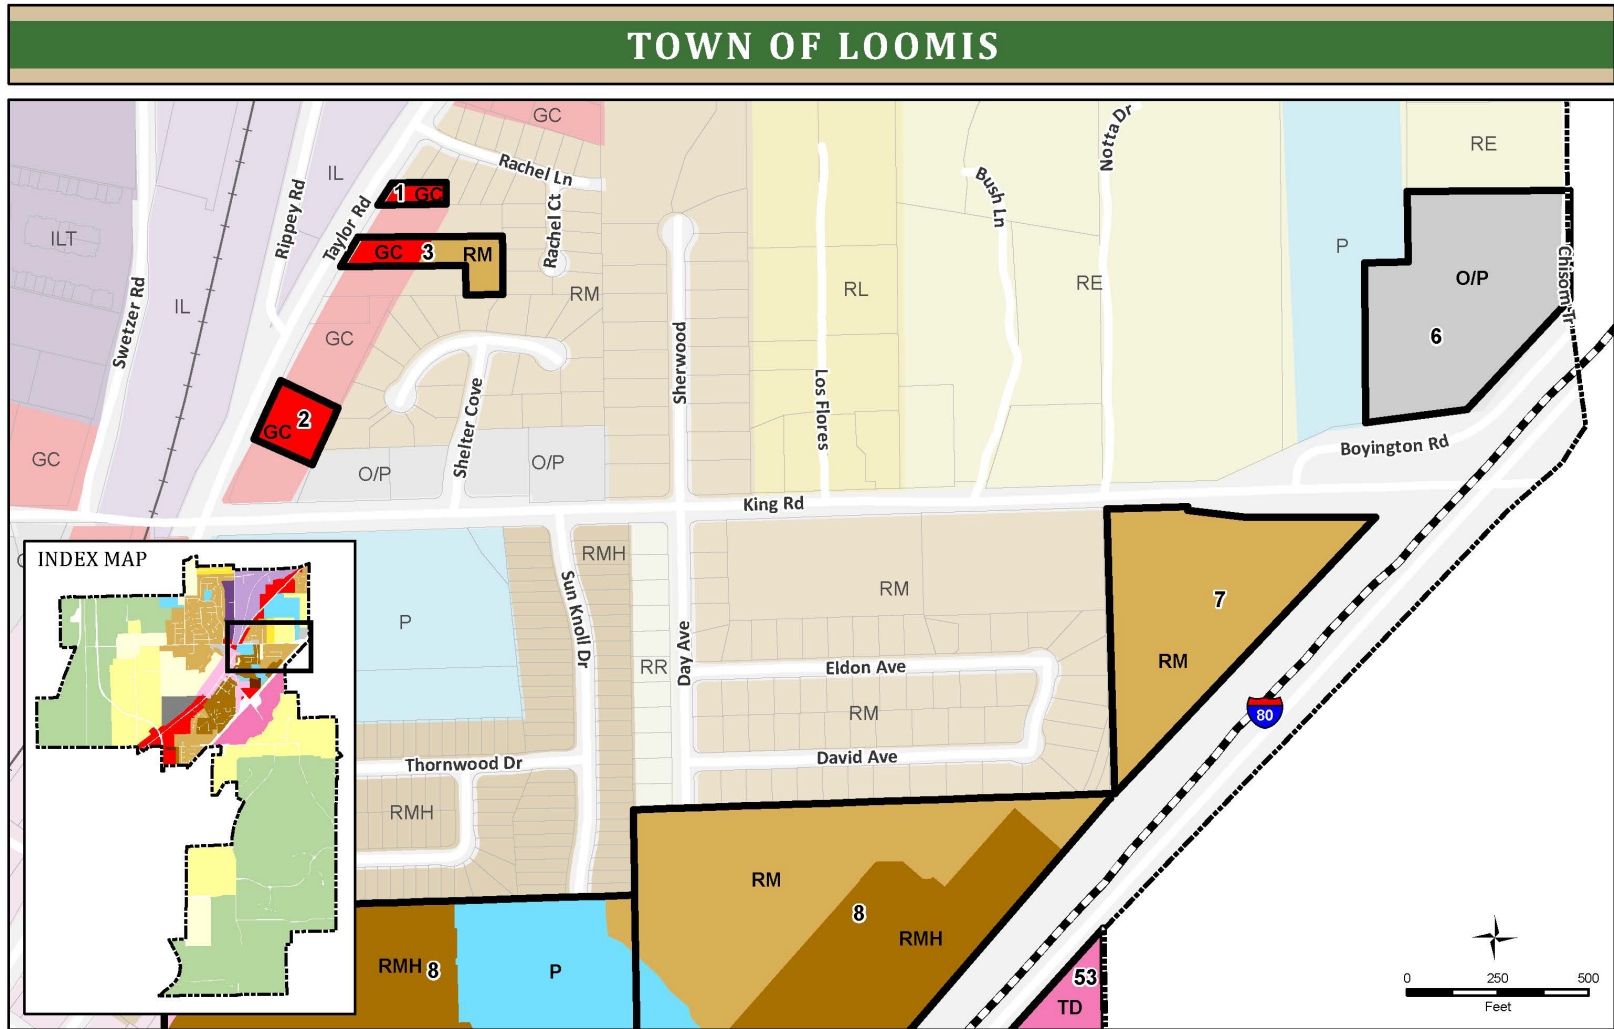 TOWN OF LOOMIS
GC
Rachel Ln
Notta Dr
RE
IL
1 GC
Bush Ln
Rippey Rd
Taylor Rd
Rachel Ct
ILT
GC 3 RM
P
Chisom Tr
O/P
RM
RL
RE
IL
Swetzer Rd
GC
6
Sherwood
Los Flores
Shelter Cove
2
GC
GC
O/P
O/P
Boyington Rd
King Rd
INDEX MAP
RMH
Sun Knoll Dr
RM
7
P
Day Ave
RR
Eldon Ave
RM
RM
80
David Ave
Thornwood Dr
RMH
RM
8
RMH
RMH 8
P
53
TD
0 250 500
Feet